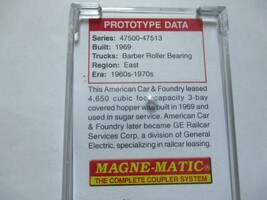 PROTOTYPE DATA
Series: 47500-47513
Built: 1969
Trucks: Barber Roller Bearing
Region: East
Era: 1960s-1970s
This American Car & Foundry leased
4,650 cubic foot capacity 3-bay
covered hopper was built in 1969 and
used in sugar service. American Car
& Foundry later became GE Railcar
Services Corp, a division of General
Electric, specializing in railcar leasing.
MAGNE-MATIC®
THE COMPLETE COUPLER SYSTEM